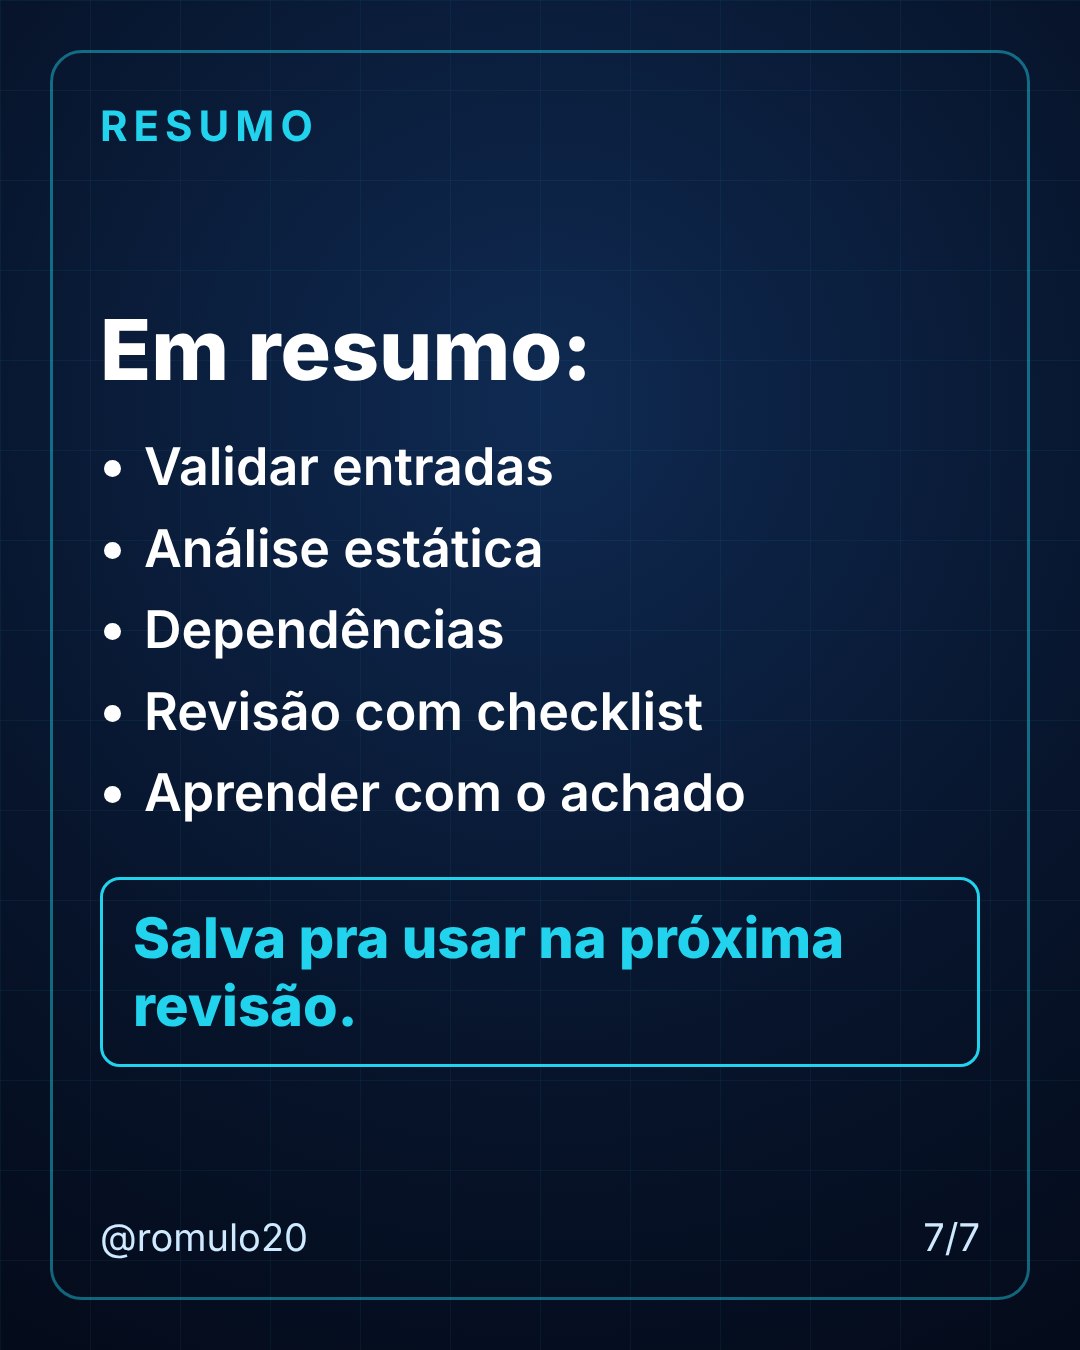 RESUMO
Em resumo:
• Validar entradas
• Análise estática
• Dependências
• Revisão com checklist
• Aprender com o achado
Salva pra usar na próxima
revisão.
@romulo20
7/7